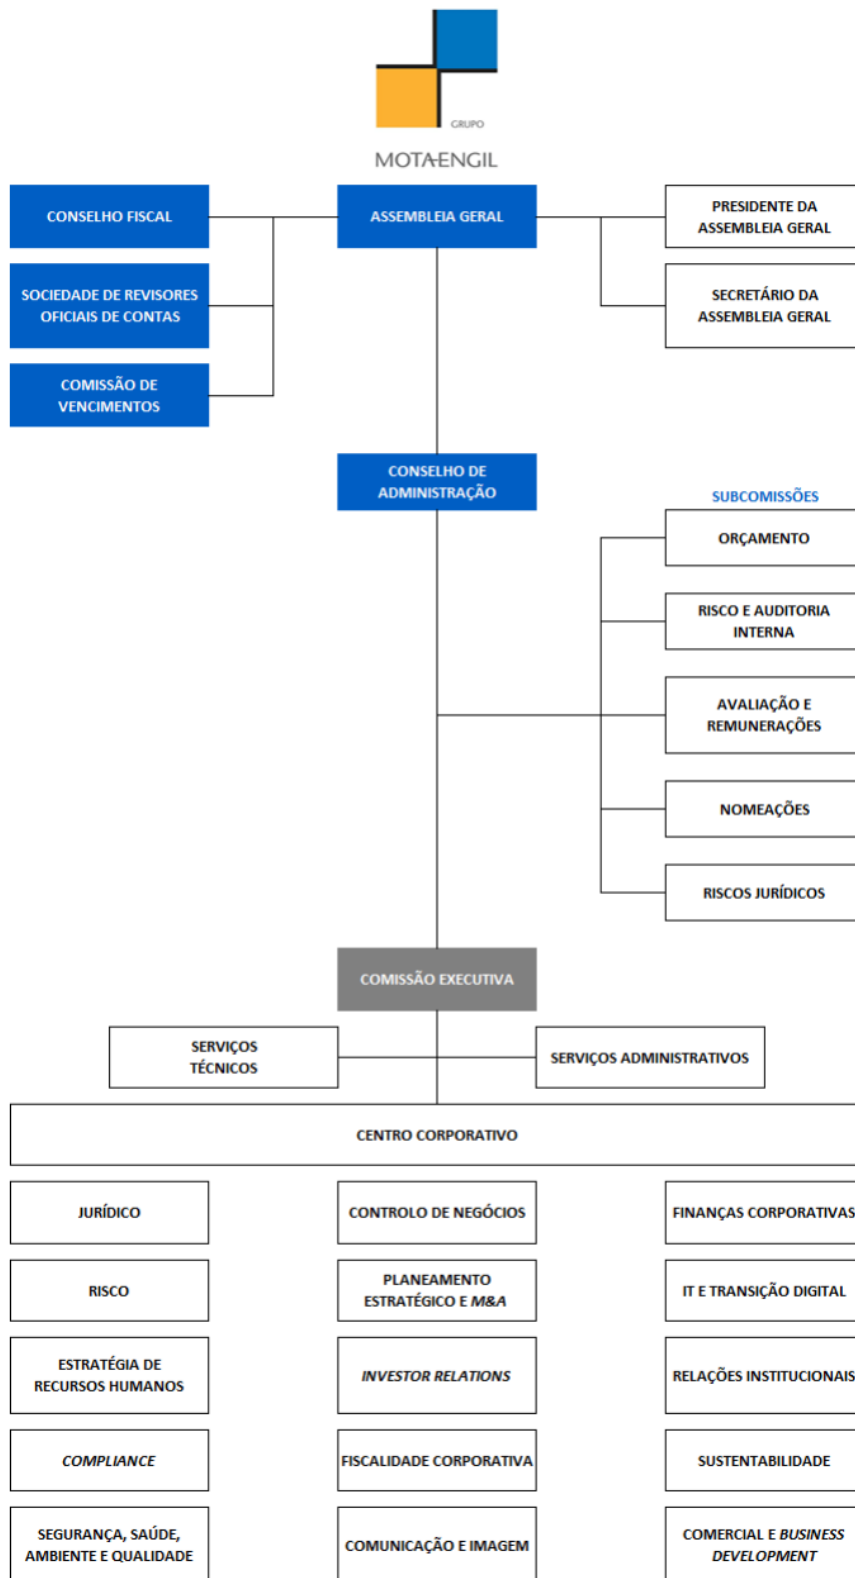 GRUPO
MOTA-ENGIL
CONSELHO FISCAL
ASSEMBLEIA GERAL
PRESIDENTE DA
ASSEMBLEIA GERAL
SOCIEDADE DE REVISORES
OFICIAIS DE CONTAS
SECRETÁRIO DA
ASSEMBLEIA GERAL
COMISSÃO DE
VENCIMENTOS
CONSELHO DE
ADMINISTRAÇÃO
SUBCOMISSÕES
ORÇAMENTO
RISCO E AUDITORIA
INTERNA
AVALIAÇÃO E
REMUNERAÇÕES
NOMEAÇÕES
RISCOS JURÍDICOS
COMISSÃO EXECUTIVA
SERVIÇOS
TÉCNICOS
SERVIÇOS ADMINISTRATIVOS
CENTRO CORPORATIVO
JURÍDICO
CONTROLO DE NEGÓCIOS
FINANÇAS CORPORATIVAS
RISCO
PLANEAMENTO
ESTRATÉGICO E M&A
IT E TRANSIÇÃO DIGITAL
ESTRATÉGIA DE
RECURSOS HUMANOS
INVESTOR RELATIONS
RELAÇÕES INSTITUCIONAIS
COMPLIANCE
FISCALIDADE CORPORATIVA
SUSTENTABILIDADE
SEGURANÇA, SAÚDE,
AMBIENTE E QUALIDADE
COMUNICAÇÃO E IMAGEM
COMERCIAL E BUSINESS
DEVELOPMENT